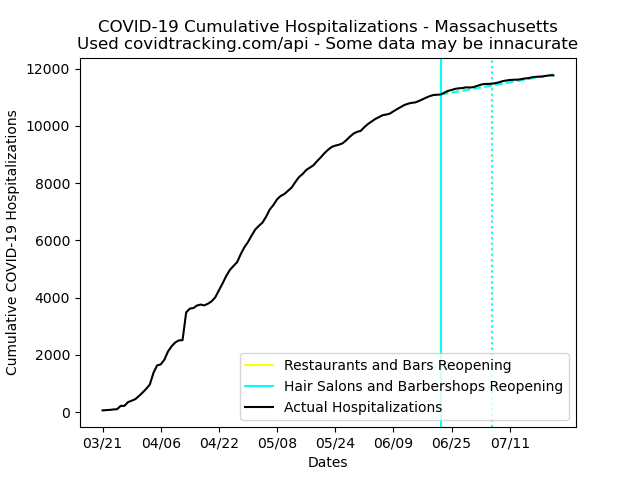 COVID-19 Cumulative Hospitalizations - Massachusetts
Used covidtracking.com/api - Some data may be innacurate
Cumulative COVID-19 Hospitalizations
12000
10000
8000
6000
4000
2000
0
Restaurants and Bars Reopening
Hair Salons and Barbershops Reopening
Actual Hospitalizations
03/21 04/06 04/22 05/08 05/24 06/09 06/25 07/11
Dates